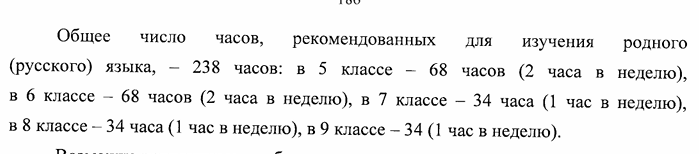 180
Общее число часов, рекомендованных для изучения родного
(русского) языка, – 238 часов: в 5 классе – 68 часов (2 часа в неделю),
в 6 классе – 68 часов (2 часа в неделю), в 7 классе – 34 часа (1 час в неделю),
в 8 классе – 34 часа (1 час в неделю), в 9 классе – 34 (1 час в неделю).